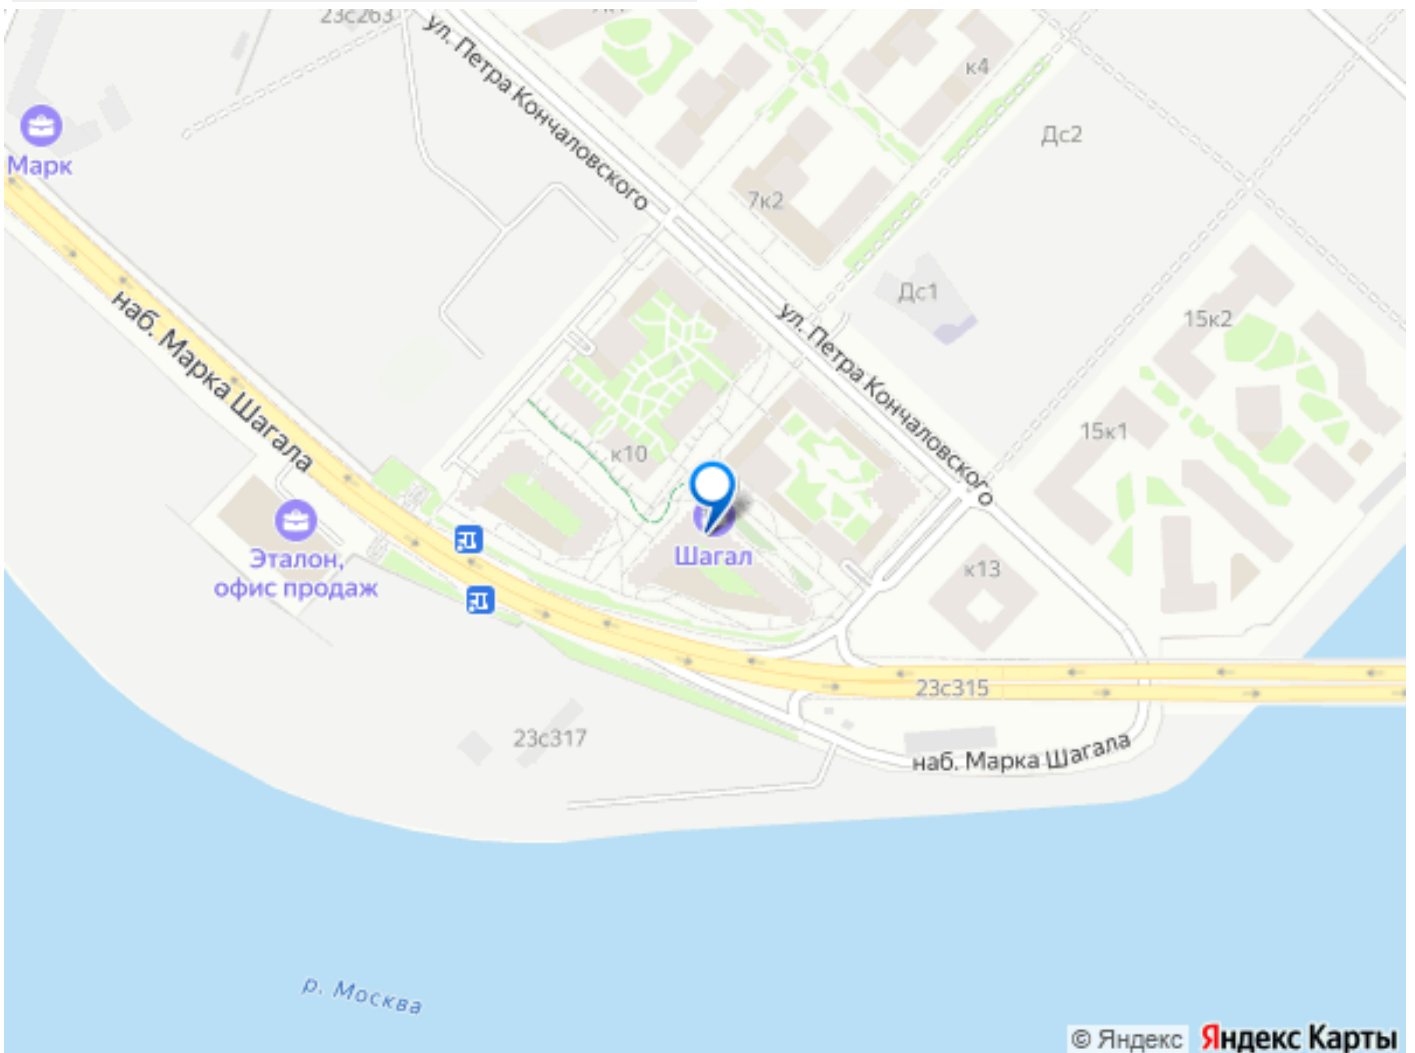 23с263
ул. Петра Кончаловского
к4
Дс2
Марк
7к2
Дс1
ул. Петра Кончаловского
15к2
наб. Марка Шагала
15к1
к10
Шагал
Эталон,
офис продаж
к13
23с315
23с317
наб. Марка Шагала
р. Москва
© Яндекс Яндекс Карты